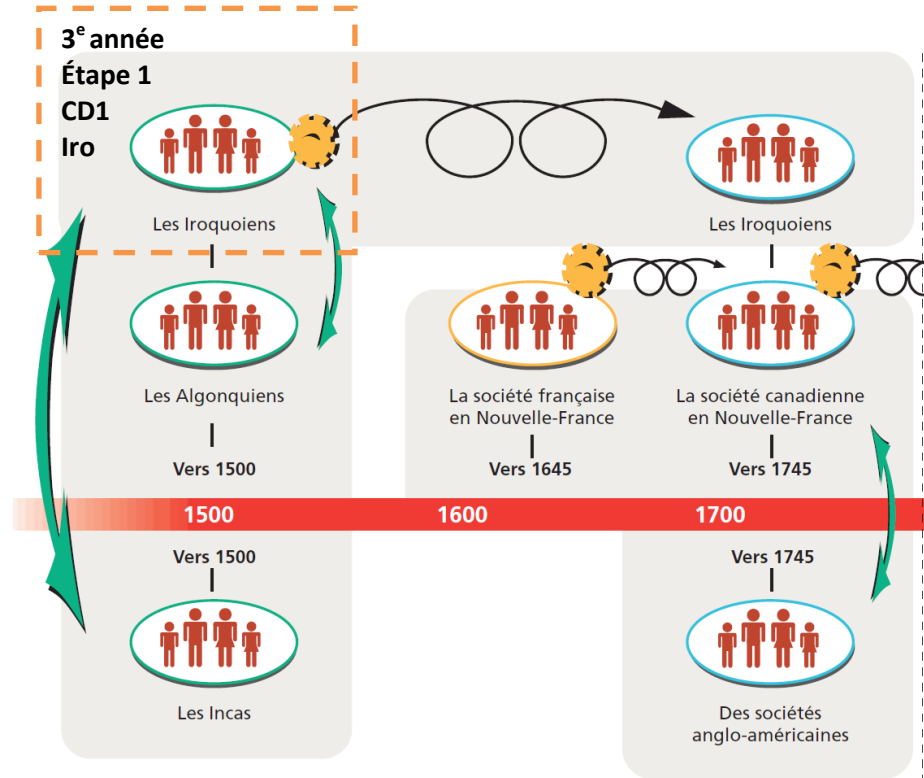 3e année
Étape 1
CD1
Iro
Les Iroquoiens
Les Iroquoiens
Les Algonquiens
La société française
en Nouvelle-France
La société canadienne
en Nouvelle-France
Vers 1500
Vers 1645
Vers 1745
1500
1600
1700
Vers 1500
Vers 1745
Les Incas
Des sociétés
anglo-américaines